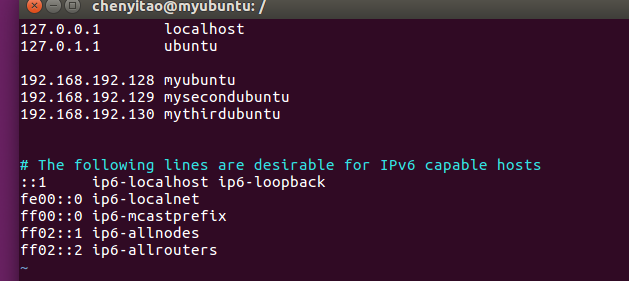 chenyitao@myubuntu: /
127.0.0.1 localhost
127.0.1.1 ubuntu
192.168.192.128 myubuntu
192.168.192.129 mysecondubuntu
192.168.192.130 mythirdubuntu
# The following lines are desirable for IPv6 capable hosts
::1 ip6-localhost ip6-loopback
fe00::0 ip6-localnet
ff00::0 ip6-mcastprefix
ff02::1 ip6-allnodes
ff02::2 ip6-allrouters
~